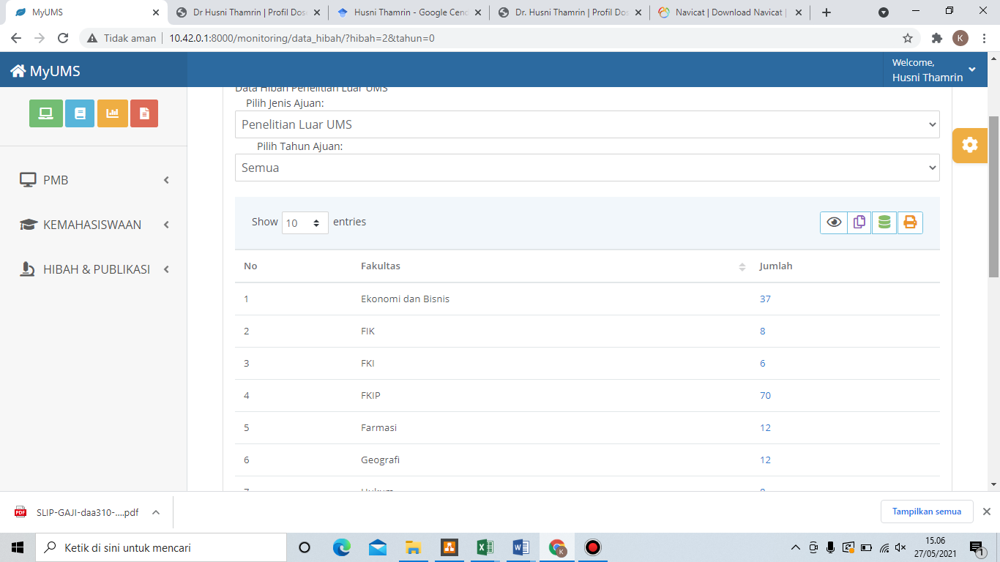 MyUMS
Dr Husni Thamrin | Profil Dos
Husni Thamrin - Google Cend
Dr. Husni Thamrin | Profil Dos
Navicat | Download Navicat |
Tidak aman
10.42.0.1:8000/monitoring/data_hibah/?hibah=2&tahun=0
K
MyUMS
Welcome,
Husni Thamrin
PMB
KEMAHASISWAAN
HIBAH & PUBLIKASI
Data Hibah Penelitian Luar UMS
Pilih Jenis Ajuan:
Penelitian Luar UMS
Pilih Tahun Ajuan:
Semua
Show 10 entries
No Fakultas Jumlah
1 Ekonomi dan Bisnis 37
2 FIK 8
3 FKI 6
4 FKIP 70
5 Farmasi 12
6 Geografi 12
PDF
SLIP-GAJI-daa310-....pdf
Tampilkan semua
Ketik di sini untuk mencari
K
15.06
27/05/2021
1